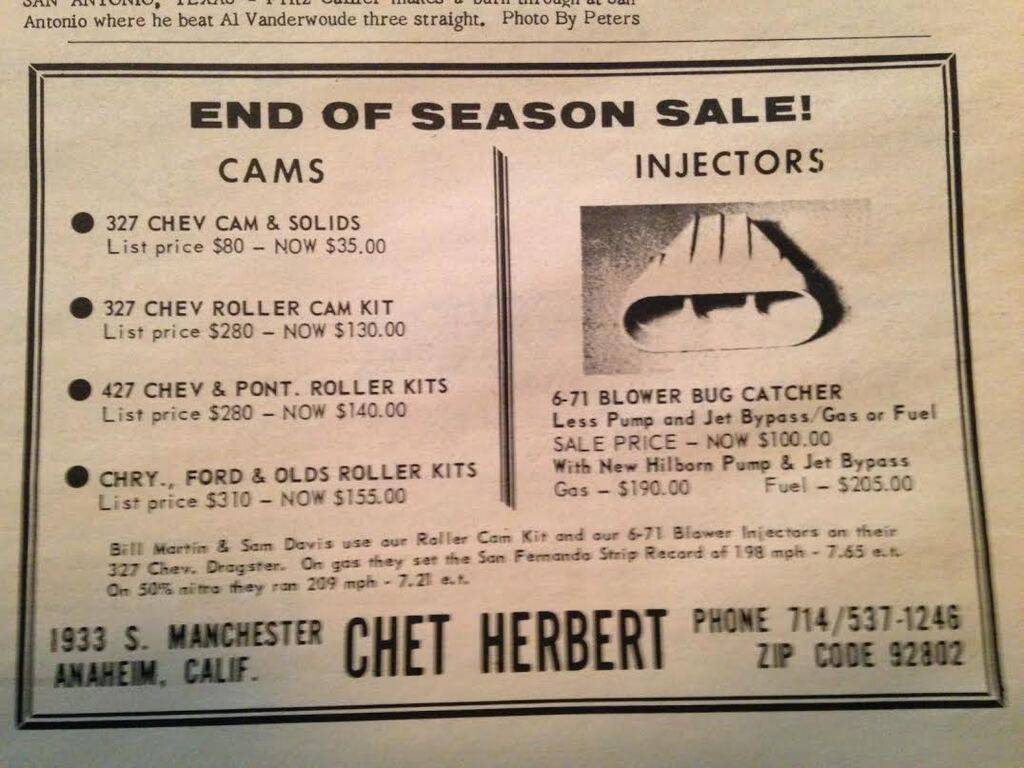 Antonio where he beat Al Vanderwoude three straight. Photo By Peters
END OF SEASON SALE!
CAMS
● 327 CHEV CAM & SOLIDS
List price $80 – NOW $35.00
● 327 CHEV ROLLER CAM KIT
List price $280 – NOW $130.00
● 427 CHEV & PONT. ROLLER KITS
List price $280 – NOW $140.00
● CHRY., FORD & OLDS ROLLER KITS
List price $310 – NOW $155.00
INJECTORS
6-71 BLOWER BUG CATCHER
Less Pump and Jet Bypass/Gas or Fuel
SALE PRICE – NOW $100.00
With New Hilborn Pump & Jet Bypass
Gas – $190.00 Fuel – $205.00
Bill Martin & Sam Davis use our Roller Cam Kit and our 6-71 Blower Injectors on their
327 Chev. Dragster. On gas they set the San Fernando Strip Record of 198 mph - 7.65 e.t.
On 50% nitro they ran 209 mph - 7.21 e.t.
1933 S. MANCHESTER
ANAHEIM, CALIF.
CHET HERBERT
PHONE 714/537-1246
ZIP CODE 92802